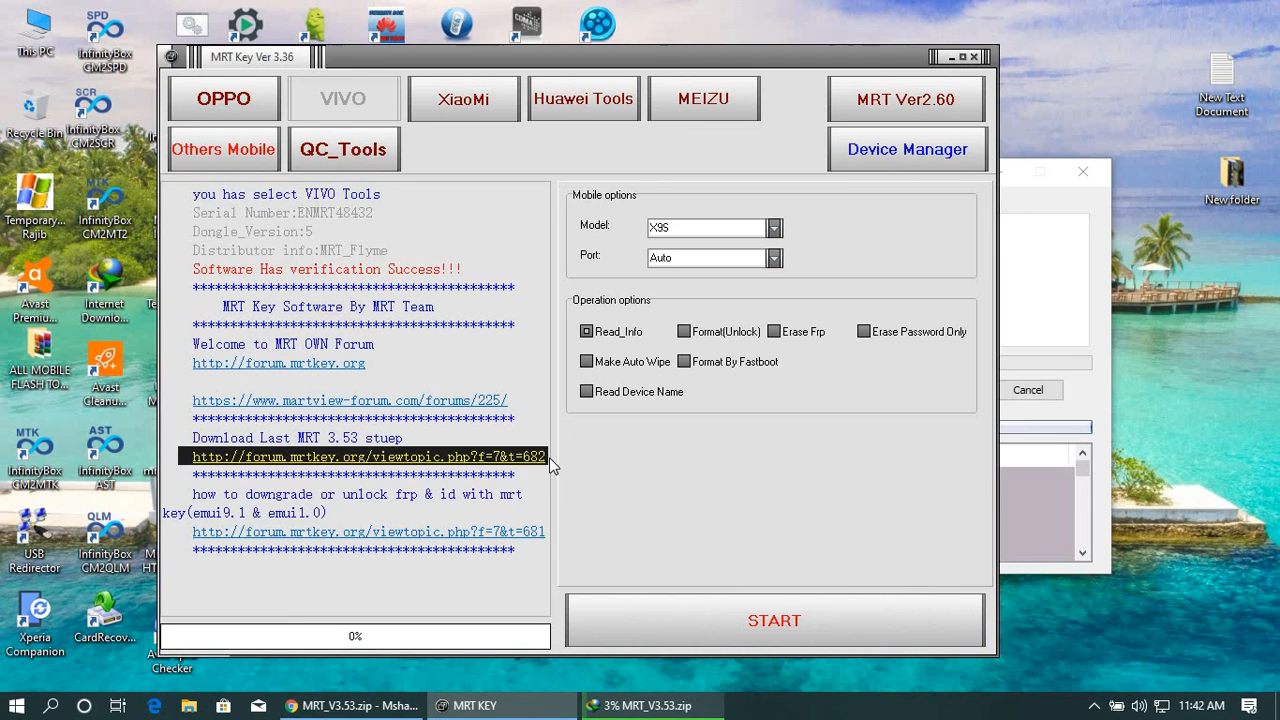 This PC
InfinityBox
CM2SPD
SPD
Recycle Bin
SCR
InfinityBox
CM2SCR
Temporary...
Rajib
MTK
InfinityBox
CM2MT2
Avast
Premiu...
Internet
Downlo...
ALL MOBILE
FLASH TO...
Avast
Cleanu...
MTK
InfinityBox
CM2MTK
AST
InfinityBox
AST
USB
Redirector
QLM
InfinityBox
CM2QLM
Xperia
Companion
CardRecov...
Checker
CDMA
New Text
Document
New folder
MRT Key Ver 3.36
OPPO
VIVO
XiaoMi
Huawei Tools
MEIZU
MRT Ver2.60
Others Mobile
QC_Tools
Device Manager
you has select VIVO Tools
Serial Number:ENMRT48432
Dongle_Version:5
Distributor info:MRT_Flyme
Software Has verification Success!!!
*******************************************
MRT Key Software By MRT Team
*******************************************
Welcome to MRT OWN Forum
http://forum.mrtkey.org
https://www.martview-forum.com/forums/225/
*******************************************
Download Last MRT 3.53 stuep
http://forum.mrtkey.org/viewtopic.php?f=7&t=682
*******************************************
how to downgrade or unlock frp & id with mrt
key(emui9.1 & emui1.0)
http://forum.mrtkey.org/viewtopic.php?f=7&t=681
*******************************************
0%
Mobile options
Model: X9S
Port: Auto
Operation options
Read_Info Format(Unlock) Erase Frp Erase Password Only
Make Auto Wipe Format By Fastboot
Read Device Name
START
Cancel
MRT_V3.53.zip - Msha...
MRT KEY
3% MRT_V3.53.zip
11:42 AM